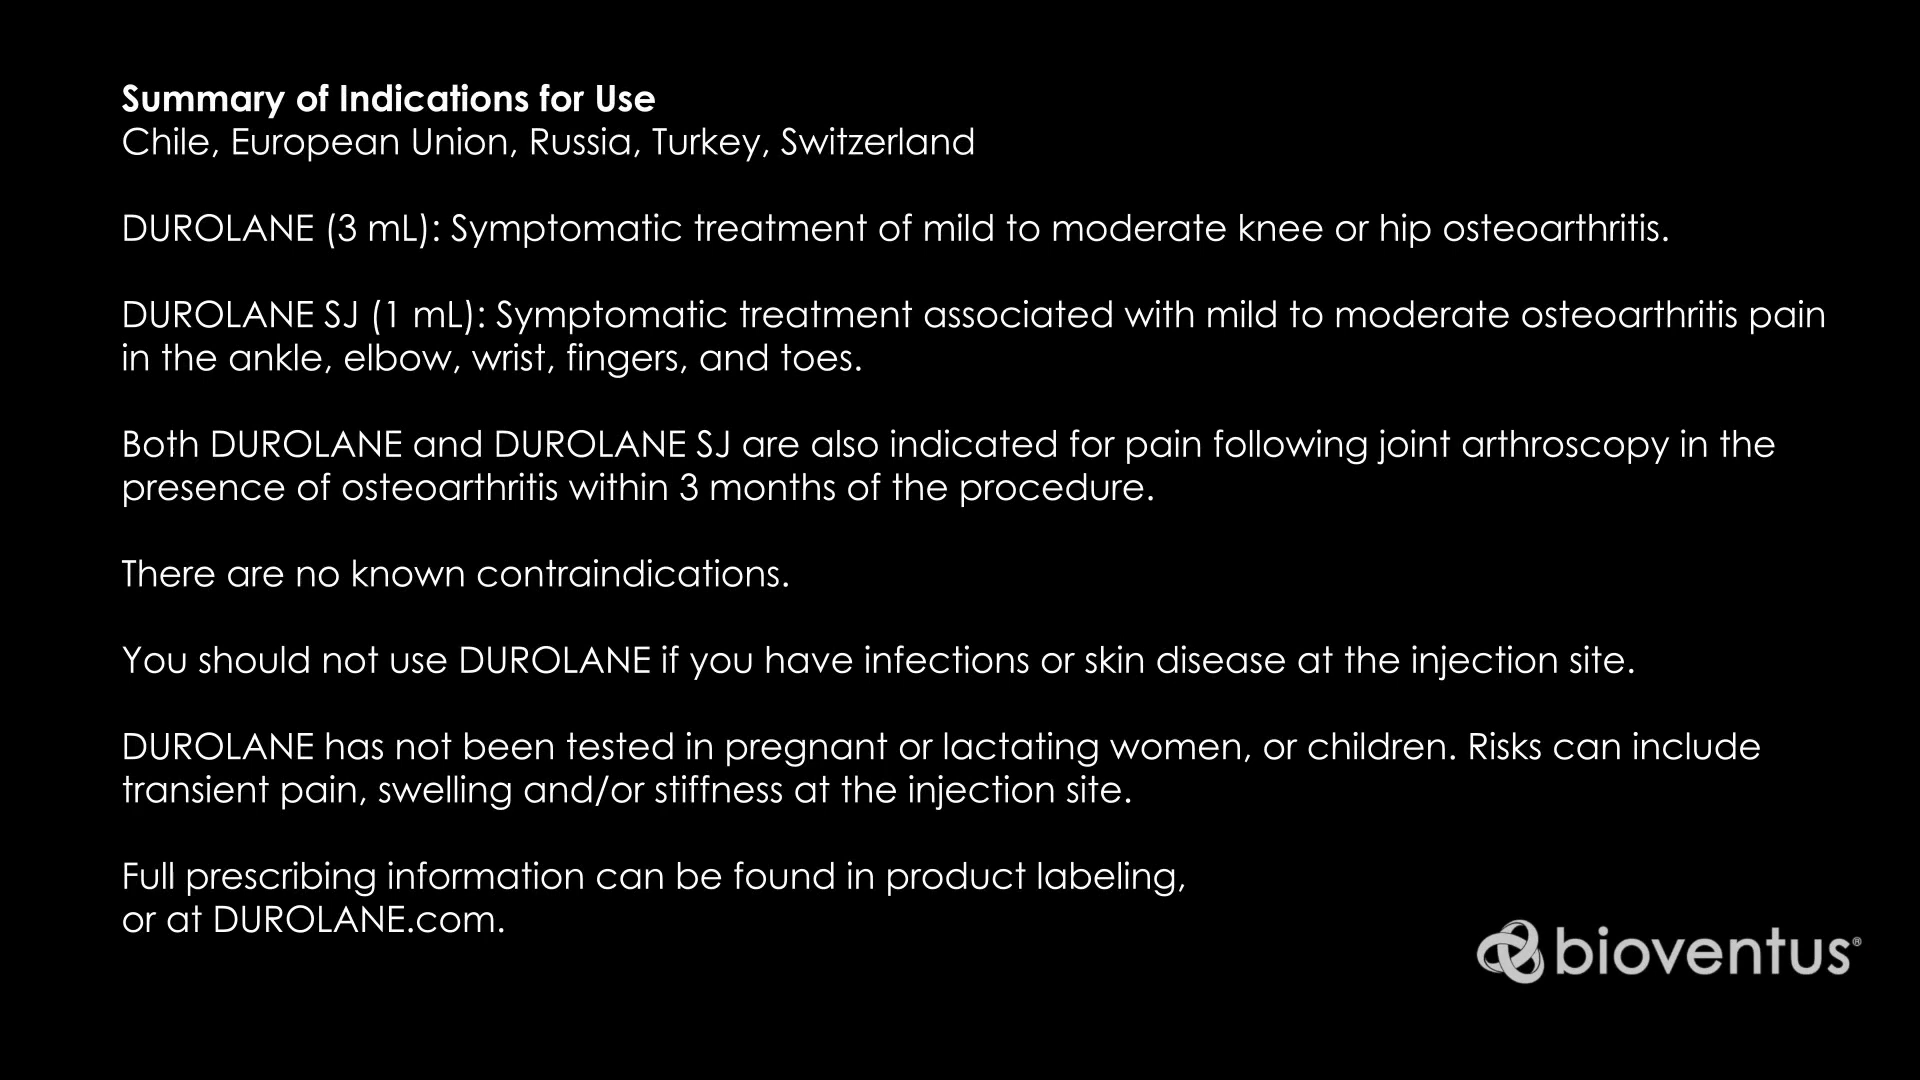 Summary of Indications for Use
Chile, European Union, Russia, Turkey, Switzerland
DUROLANE (3 mL): Symptomatic treatment of mild to moderate knee or hip osteoarthritis.
DUROLANE SJ (1 mL): Symptomatic treatment associated with mild to moderate osteoarthritis pain
in the ankle, elbow, wrist, fingers, and toes.
Both DUROLANE and DUROLANE SJ are also indicated for pain following joint arthroscopy in the
presence of osteoarthritis within 3 months of the procedure.
There are no known contraindications.
You should not use DUROLANE if you have infections or skin disease at the injection site.
DUROLANE has not been tested in pregnant or lactating women, or children. Risks can include
transient pain, swelling and/or stiffness at the injection site.
Full prescribing information can be found in product labeling,
or at DUROLANE.com.
bioventus®